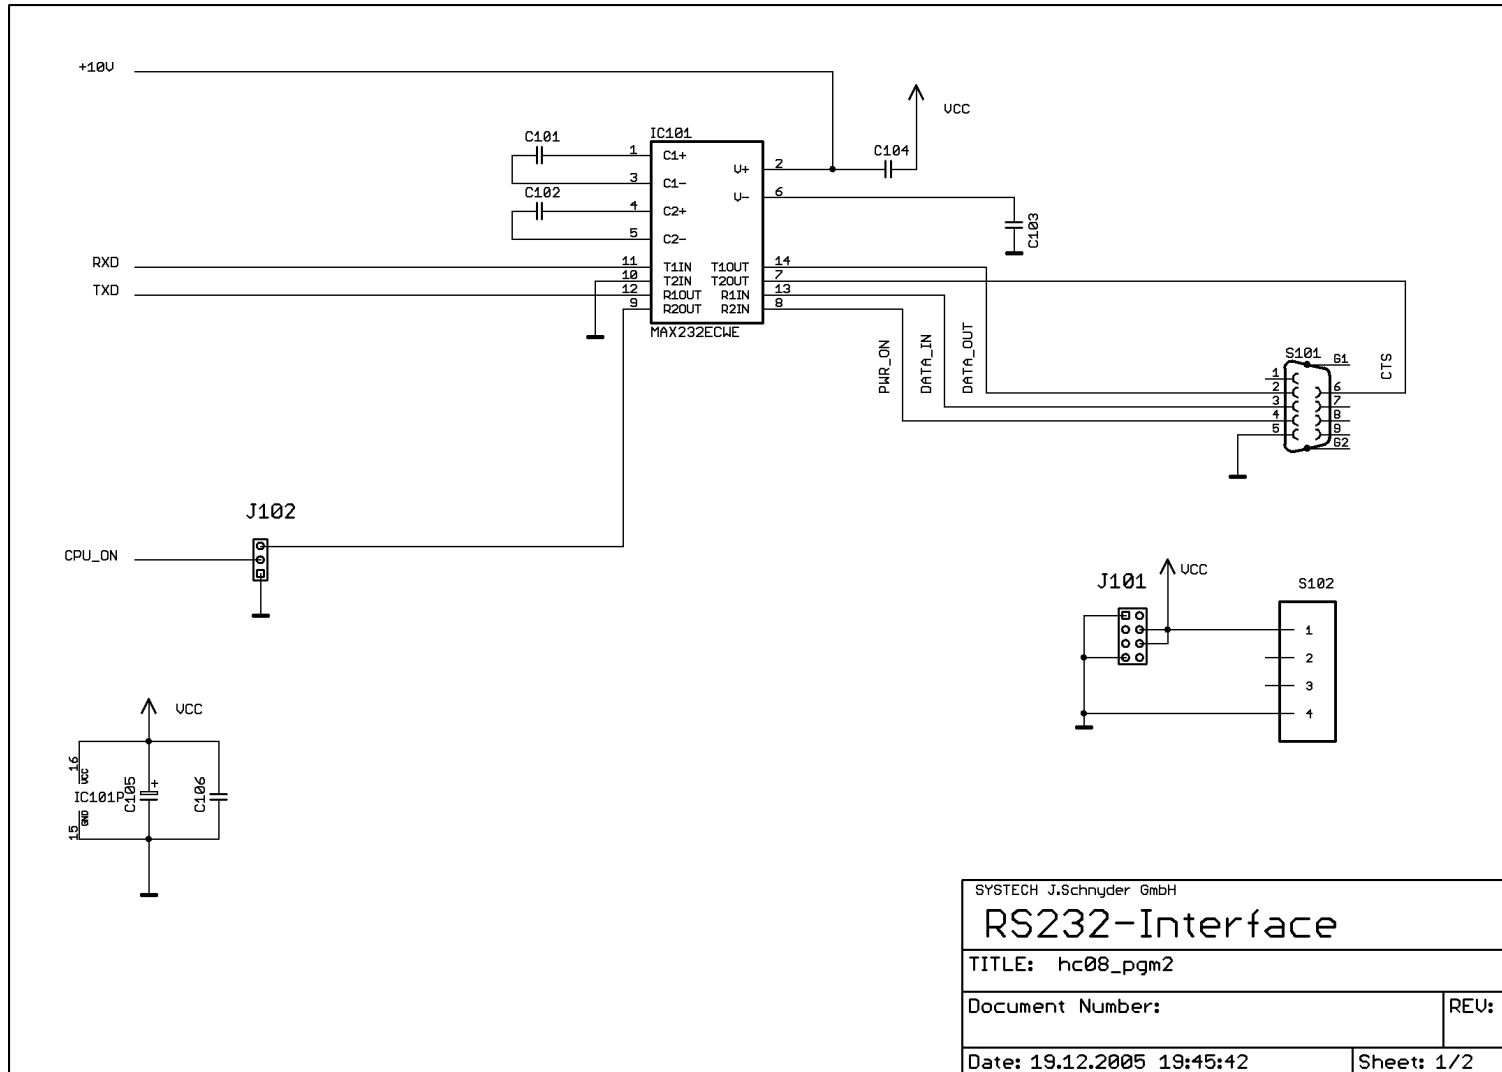 +10V
VCC
IC101
C101
C104
1
C1+
2
V+
3
C1-
C102
6
V-
4
C2+
C103
5
C2-
RXD
11
T1IN
T1OUT
14
10
T2IN
T2OUT
7
TXD
12
R1OUT
R1IN
13
9
R2OUT
R2IN
8
MAX232ECWE
PWR_ON
DATA_IN
DATA_OUT
CTS
S101
G1
1
2
6
3
7
4
8
5
9
G2
J102
CPU_ON
J101
VCC
S102
1
2
3
4
VCC
16
VCC
IC101P
C105
+
C106
15
GND
SYSTECH J.Schnyder GmbH
RS232-Interface
TITLE: hc08_pgm2
Document Number:
REV:
Date: 19.12.2005 19:45:42
Sheet: 1/2